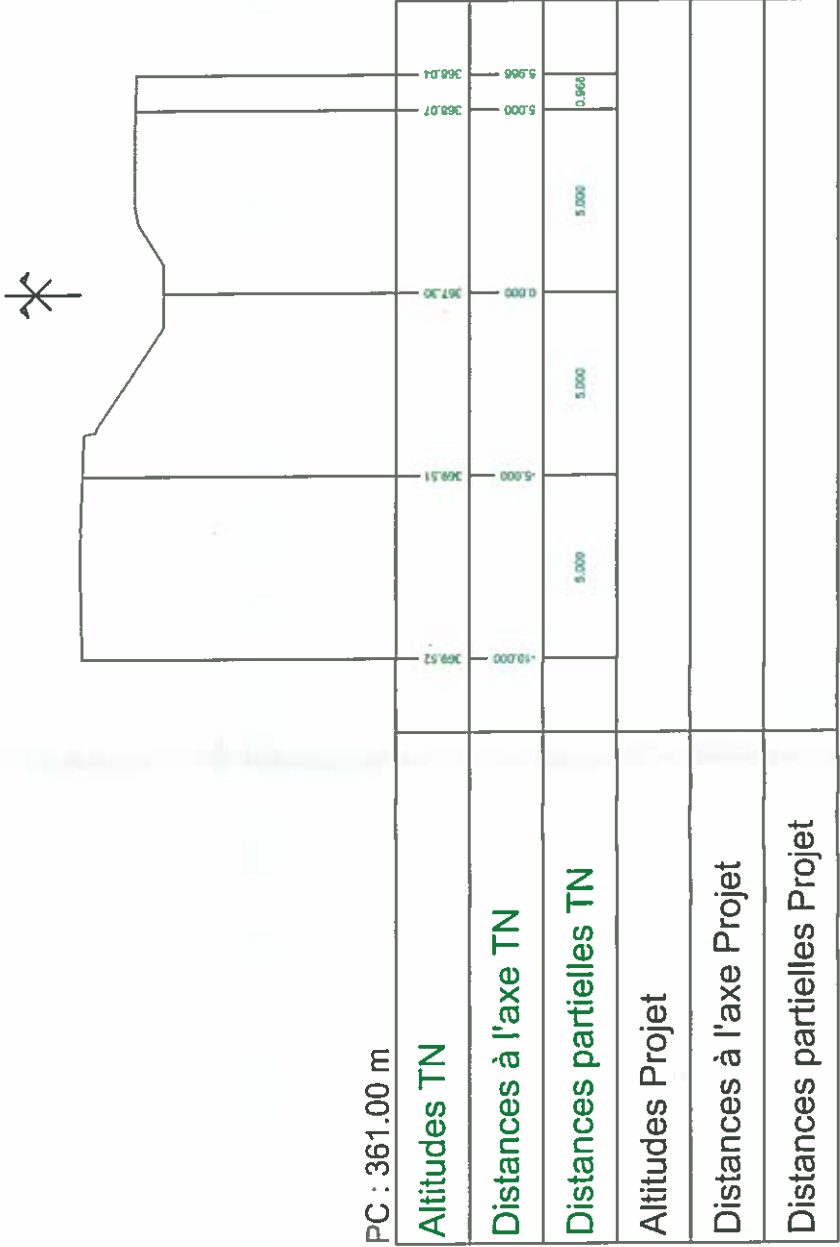 PC : 361.00 m
Altitudes TN 369.52 369.51 367.30 368.07 368.04
Distances à l'axe TN -10.000 -5.000 0.000 5.000 5.966
Distances partielles TN 5.000 5.000 5.000 0.966
Altitudes Projet
Distances à l'axe Projet
Distances partielles Projet